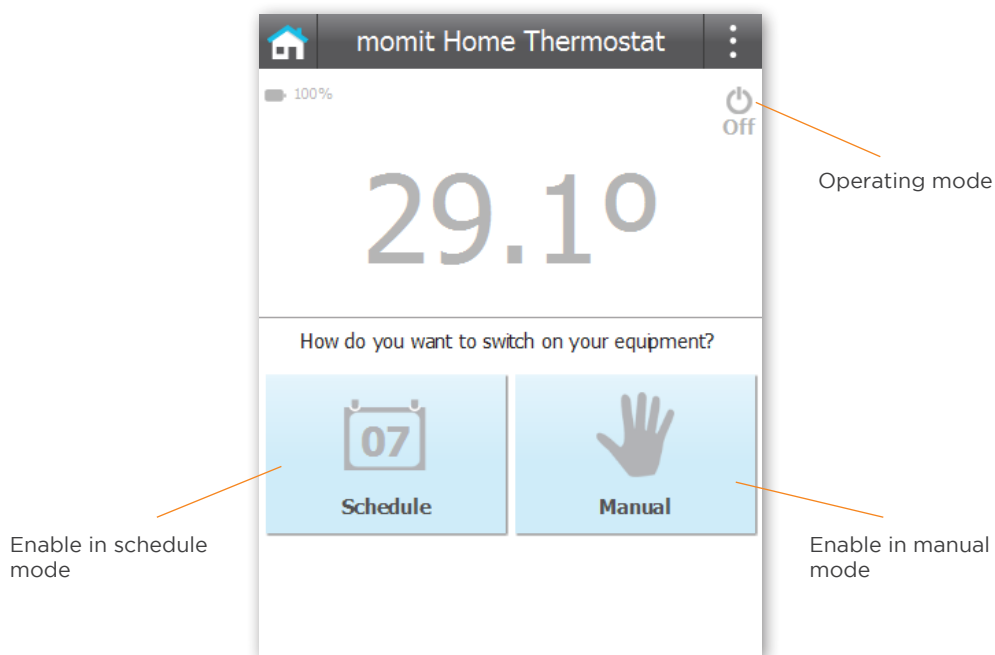 momit Home Thermostat
100%
Off
Operating mode
29.1º
How do you want to switch on your equipment?
07
Schedule
Manual
Enable in schedule
mode
Enable in manual
mode